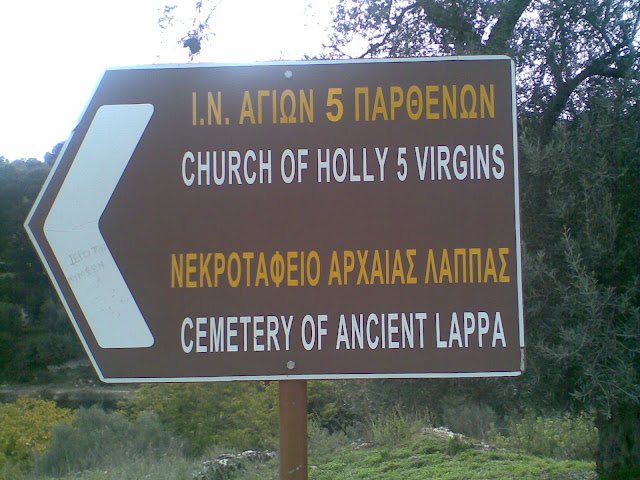 Ι.Ν. ΑΓΙΩΝ 5 ΠΑΡΘΕΝΩΝ
CHURCH OF HOLLY 5 VIRGINS
ΝΕΚΡΟΤΑΦΕΙΟ ΑΡΧΑΙΑΣ ΛΑΠΠΑΣ
CEMETERY OF ANCIENT LAPPA